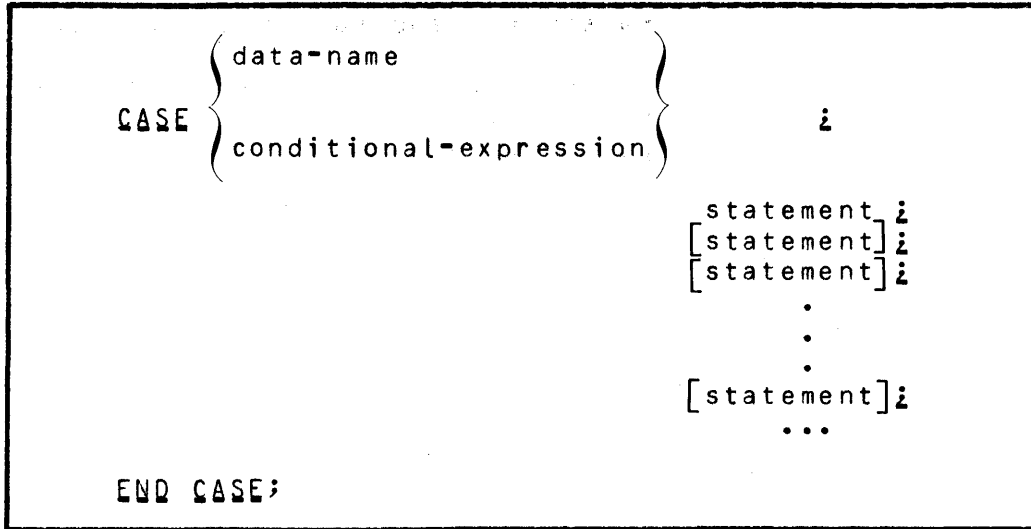 data-name
CASE ;
conditional-expression
statement ;
[statement] ;
[statement] ;
.
.
.
[statement] ;
...
END CASE;